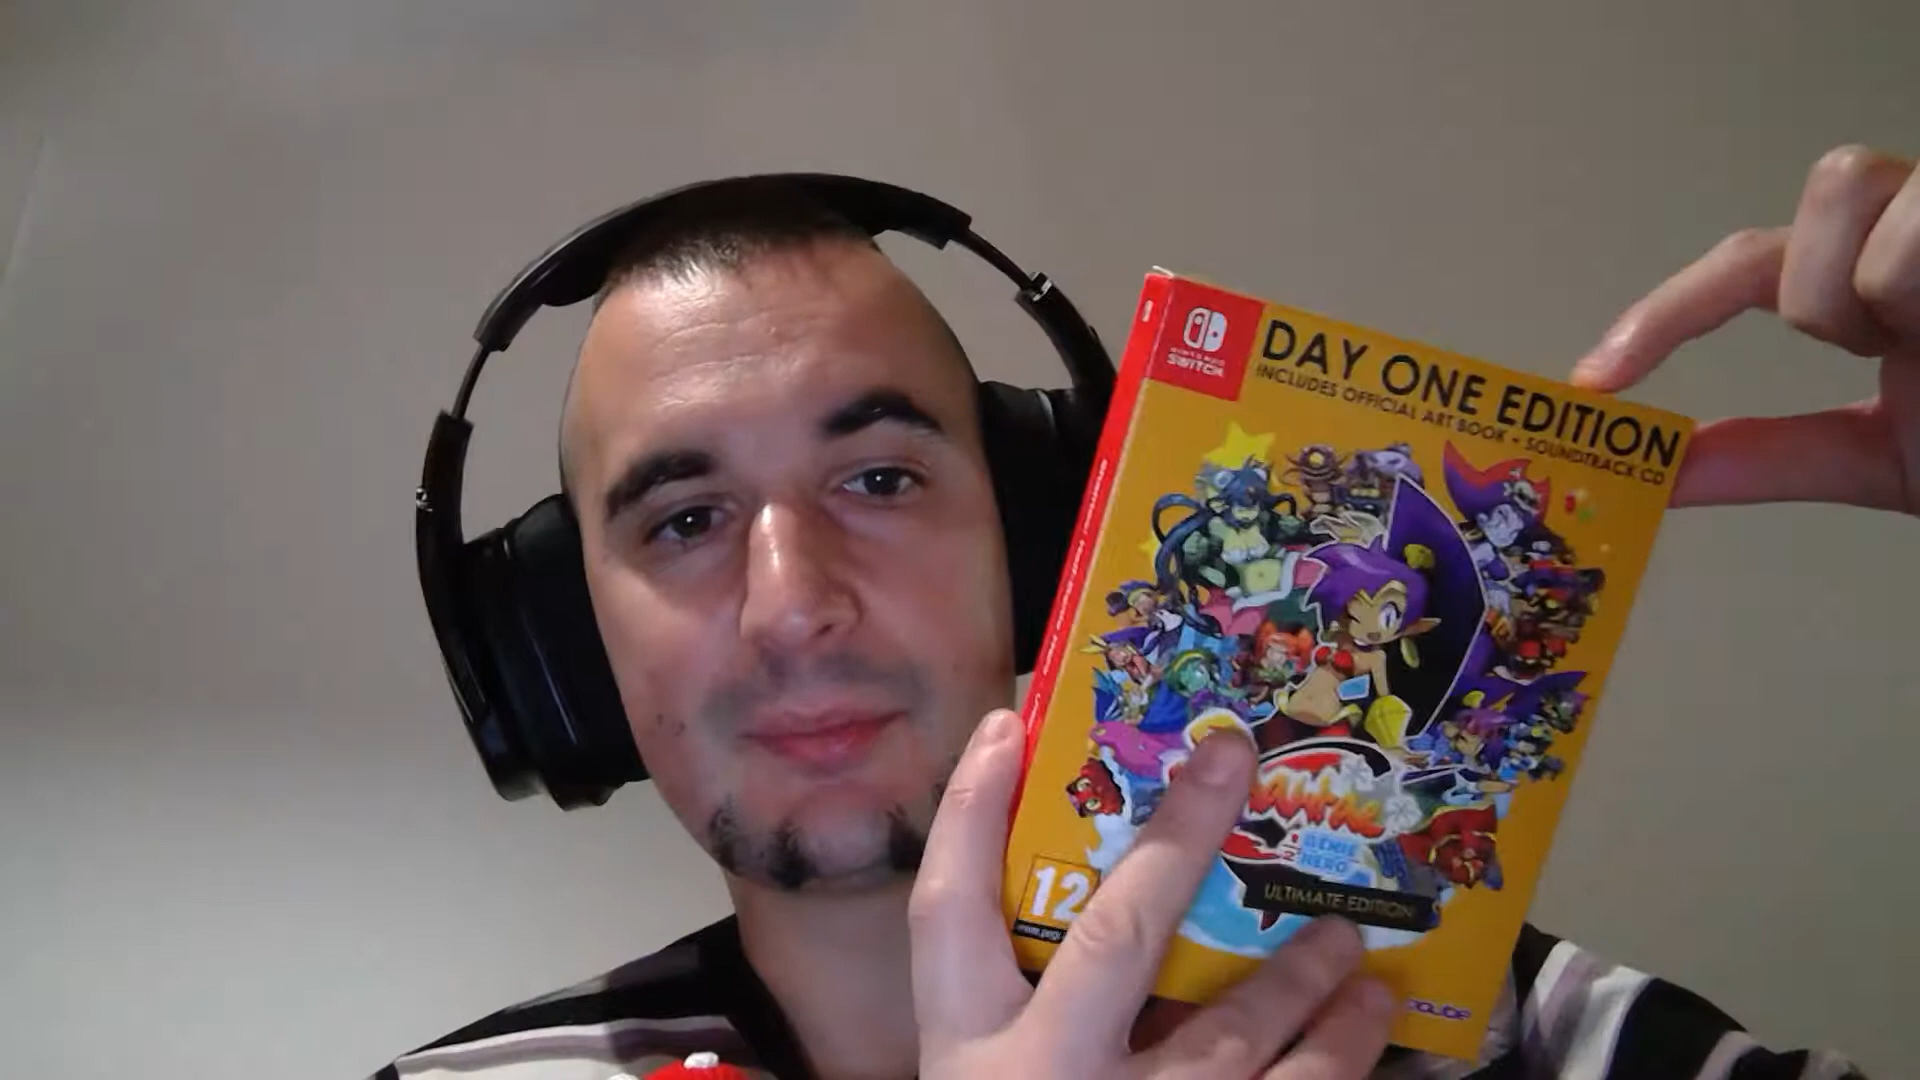 NINTENDO
SWITCH
DAY ONE EDITION
INCLUDES OFFICIAL ART BOOK + SOUNDTRACK CD
1/2 GENIE
HERO
ULTIMATE EDITION
12